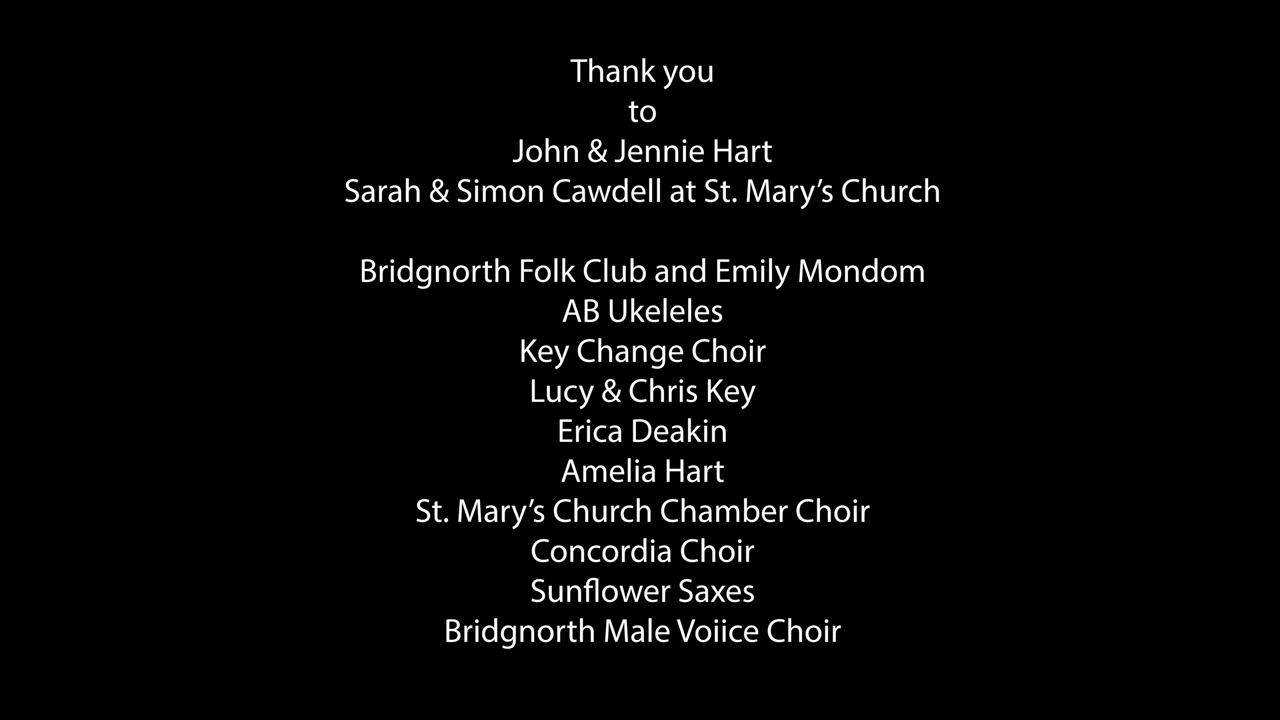 Thank you
to
John & Jennie Hart
Sarah & Simon Cawdell at St. Mary’s Church
Bridgnorth Folk Club and Emily Mondom
AB Ukeleles
Key Change Choir
Lucy & Chris Key
Erica Deakin
Amelia Hart
St. Mary’s Church Chamber Choir
Concordia Choir
Sunflower Saxes
Bridgnorth Male Voiice Choir